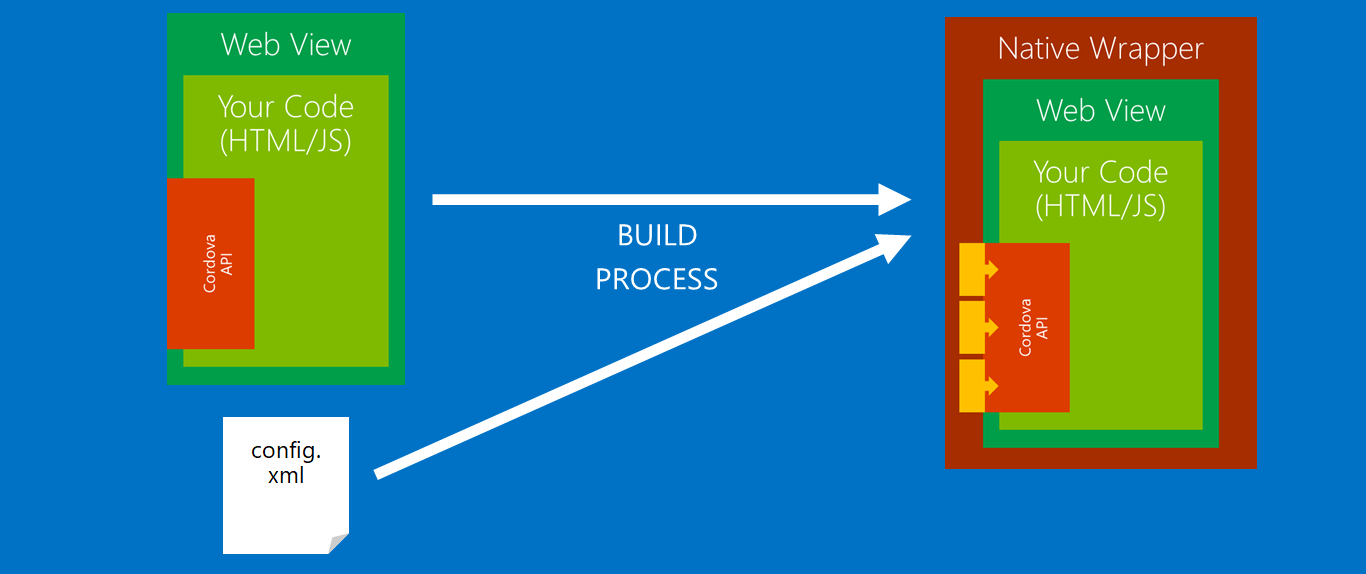 Web View
Your Code
(HTML/JS)
Cordova
API
config.
xml
BUILD
PROCESS
Native Wrapper
Web View
Your Code
(HTML/JS)
Cordova
API